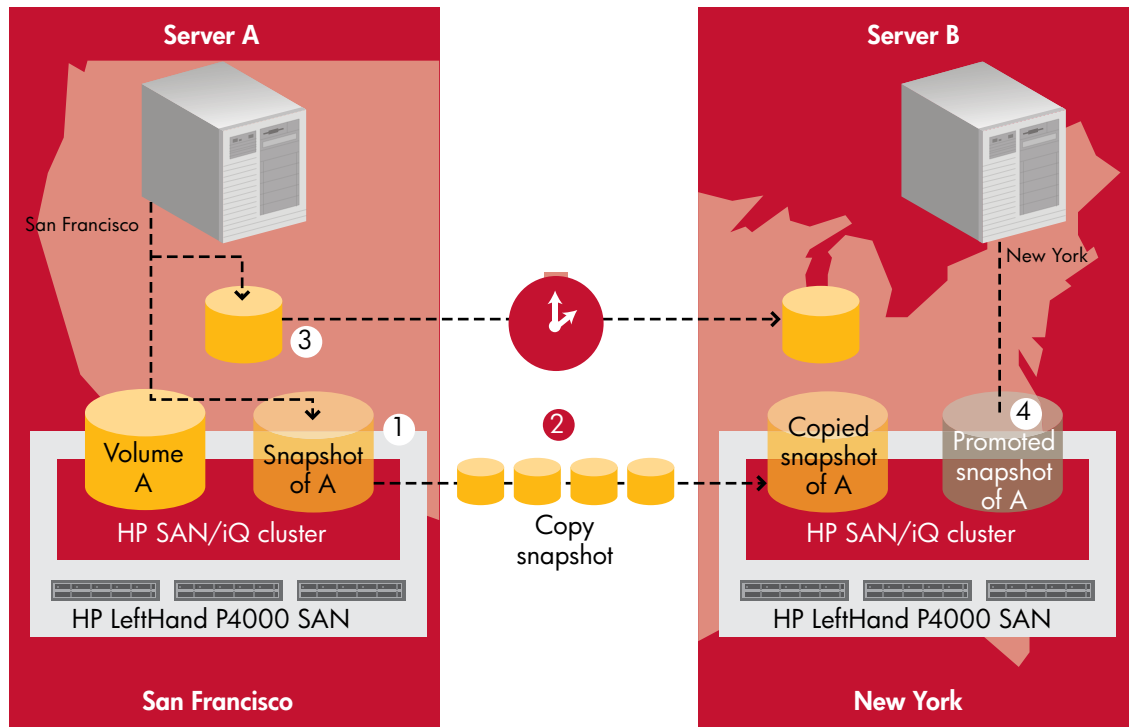 Server A
San Francisco
3
Volume
A
Snapshot
of A
1
HP SAN/iQ cluster
HP LeftHand P4000 SAN
San Francisco
2
Copy
snapshot
Server B
New York
Copied
snapshot
of A
4
Promoted
snapshot
of A
HP SAN/iQ cluster
HP LeftHand P4000 SAN
New York